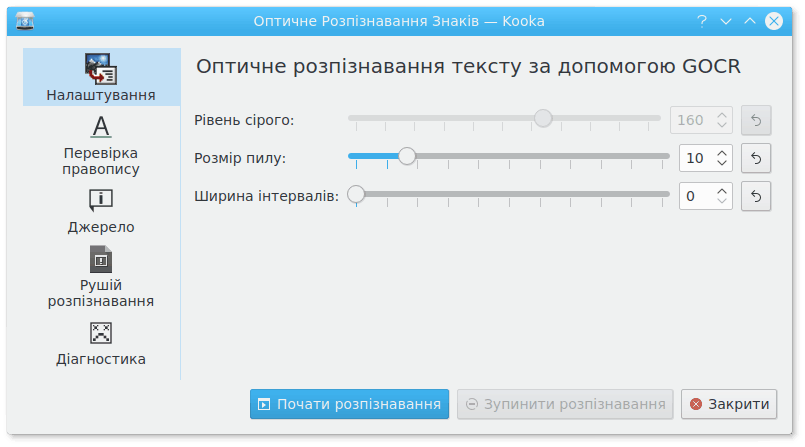 Оптичне Розпізнавання Знаків — Kooka
Налаштування
Перевірка
правопису
Джерело
Рушій
розпізнавання
Діагностика
Оптичне розпізнавання тексту за допомогою GOCR
Рівень сірого: 160
Розмір пилу: 10
Ширина інтервалів: 0
Почати розпізнавання Зупинити розпізнавання Закрити